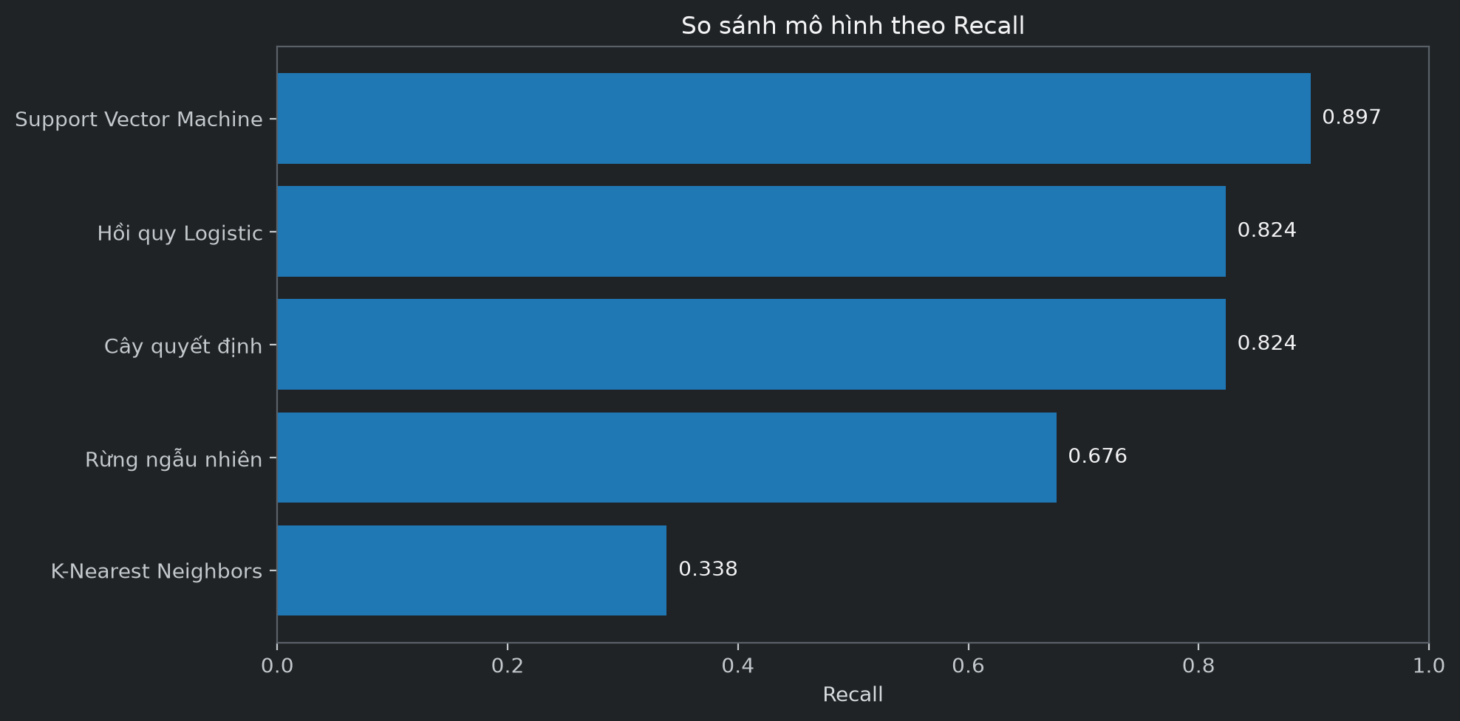 So sánh mô hình theo Recall
Support Vector Machine
0.897
Hồi quy Logistic
0.824
Cây quyết định
0.824
Rừng ngẫu nhiên
0.676
K-Nearest Neighbors
0.338
0.0 0.2 0.4 0.6 0.8 1.0
Recall